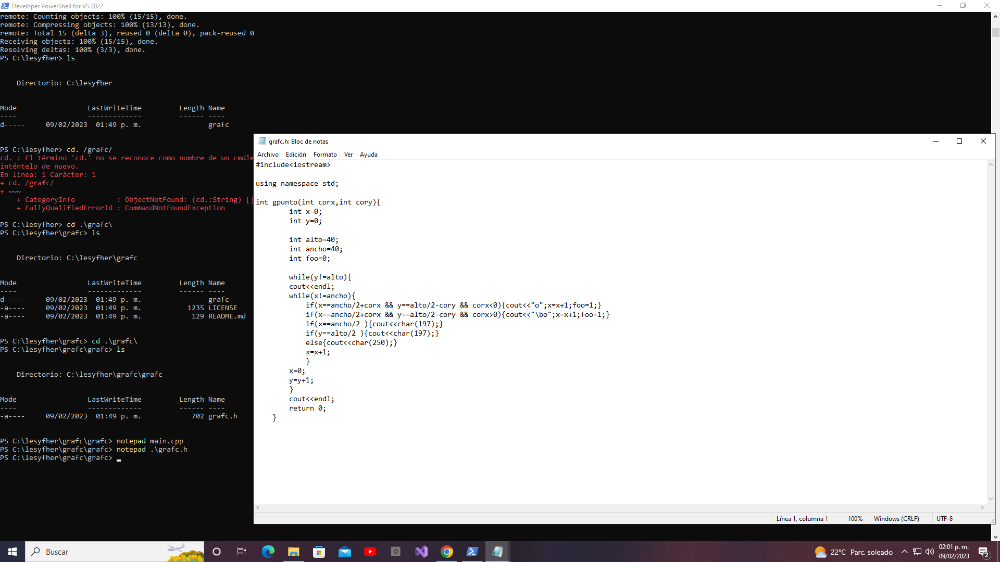 Developer PowerShell for VS 2022
remote: Counting objects: 100% (15/15), done.
remote: Compressing objects: 100% (13/13), done.
remote: Total 15 (delta 3), reused 0 (delta 0), pack-reused 0
Receiving objects: 100% (15/15), done.
Resolving deltas: 100% (3/3), done.
PS C:\lesyfher> ls
Directorio: C:\lesyfher
Mode LastWriteTime Length Name
---- ------------- ------ ----
d----- 09/02/2023 01:49 p. m. grafc
PS C:\lesyfher> cd. /grafc/
cd. : El término 'cd.' no se reconoce como nombre de un cmdle
inténtelo de nuevo.
En línea: 1 Carácter: 1
+ cd. /grafc/
+ ~~~
+ CategoryInfo : ObjectNotFound: (cd.:String) []
+ FullyQualifiedErrorId : CommandNotFoundException
PS C:\lesyfher> cd .\grafc\
PS C:\lesyfher\grafc> ls
Directorio: C:\lesyfher\grafc
Mode LastWriteTime Length Name
---- ------------- ------ ----
d----- 09/02/2023 01:49 p. m. grafc
-a---- 09/02/2023 01:49 p. m. 1235 LICENSE
-a---- 09/02/2023 01:49 p. m. 129 README.md
PS C:\lesyfher\grafc> cd .\grafc\
PS C:\lesyfher\grafc\grafc> ls
Directorio: C:\lesyfher\grafc\grafc
Mode LastWriteTime Length Name
---- ------------- ------ ----
-a---- 09/02/2023 01:49 p. m. 702 grafc.h
PS C:\lesyfher\grafc\grafc> notepad main.cpp
PS C:\lesyfher\grafc\grafc> notepad .\grafc.h
PS C:\lesyfher\grafc\grafc>
grafc.h: Bloc de notas
Archivo Edición Formato Ver Ayuda
#include<iostream>
using namespace std;
int gpunto(int corx,int cory){
int x=0;
int y=0;
int alto=40;
int ancho=40;
int foo=0;
while(y!=alto){
cout<<endl;
while(x!=ancho){
if(x==ancho/2+corx && y==alto/2-cory && corx<0){cout<<"o";x=x+1;foo=1;}
if(x==ancho/2+corx && y==alto/2-cory && corx>0){cout<<"\bo";x=x+1;foo=1;}
if(x==ancho/2 ){cout<<char(197);}
if(y==alto/2 ){cout<<char(197);}
else{cout<<char(250);}
x=x+1;
}
x=0;
y=y+1;
}
cout<<endl;
return 0;
}
Línea 1, columna 1 100% Windows (CRLF) UTF-8
Buscar
22°C Parc. soleado
02:01 p. m.
09/02/2023
2